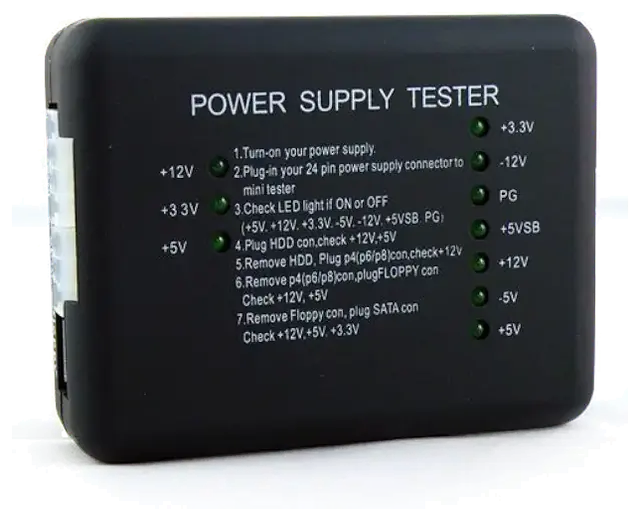 POWER SUPPLY TESTER
+12V
+3 3V
+5V
1.Turn-on your power supply.
2.Plug-in your 24 pin power supply connector to
mini tester
3.Check LED light if ON or OFF
(+5V, +12V, +3.3V, -5V, -12V, +5VSB, PG)
4.Plug HDD con,check +12V,+5V
5.Remove HDD, Plug p4(p6/p8)con,check+12V
6.Remove p4(p6/p8)con,plugFLOPPY con
Check +12V, +5V
7.Remove Floppy con, plug SATA con
Check +12V,+5V, +3.3V
+3.3V
-12V
PG
+5VSB
+12V
-5V
+5V